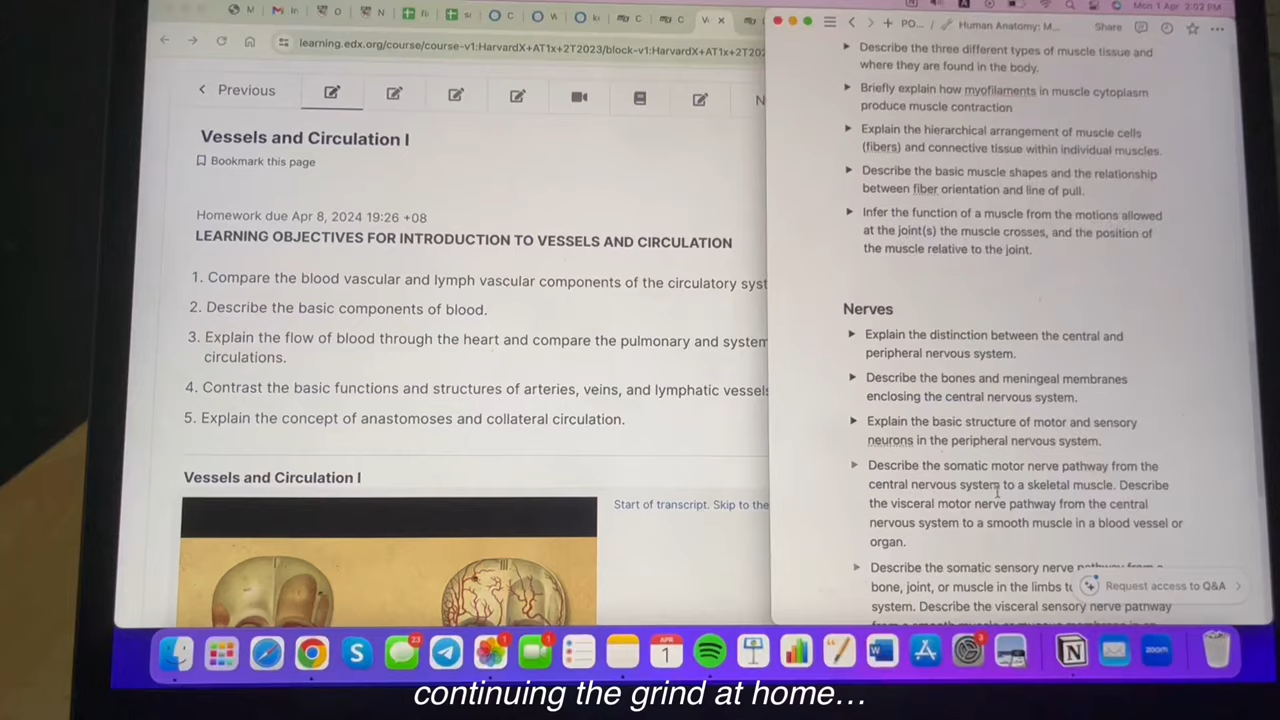 Mon 1 Apr 2:02 PM
learning.edx.org/course/course-v1:HarvardX+AT1x+2T2023/block-v1:HarvardX+AT1x+2T202
Previous
Vessels and Circulation I
Bookmark this page
Homework due Apr 8, 2024 19:26 +08
LEARNING OBJECTIVES FOR INTRODUCTION TO VESSELS AND CIRCULATION
1. Compare the blood vascular and lymph vascular components of the circulatory syst
2. Describe the basic components of blood.
3. Explain the flow of blood through the heart and compare the pulmonary and system
circulations.
4. Contrast the basic functions and structures of arteries, veins, and lymphatic vessels
5. Explain the concept of anastomoses and collateral circulation.
Vessels and Circulation I
Start of transcript. Skip to the
PO... / Human Anatomy: M... Share
Describe the three different types of muscle tissue and
where they are found in the body.
Briefly explain how myofilaments in muscle cytoplasm
produce muscle contraction
Explain the hierarchical arrangement of muscle cells
(fibers) and connective tissue within individual muscles.
Describe the basic muscle shapes and the relationship
between fiber orientation and line of pull.
Infer the function of a muscle from the motions allowed
at the joint(s) the muscle crosses, and the position of
the muscle relative to the joint.
Nerves
Explain the distinction between the central and
peripheral nervous system.
Describe the bones and meningeal membranes
enclosing the central nervous system.
Explain the basic structure of motor and sensory
neurons in the peripheral nervous system.
Describe the somatic motor nerve pathway from the
central nervous system to a skeletal muscle. Describe
the visceral motor nerve pathway from the central
nervous system to a smooth muscle in a blood vessel or
organ.
Describe the somatic sensory nerve pathway from a
bone, joint, or muscle in the limbs to
system. Describe the visceral sensory nerve pathway
Request access to Q&A
23
1
1
APR
1
3
zoom
continuing the grind at home...